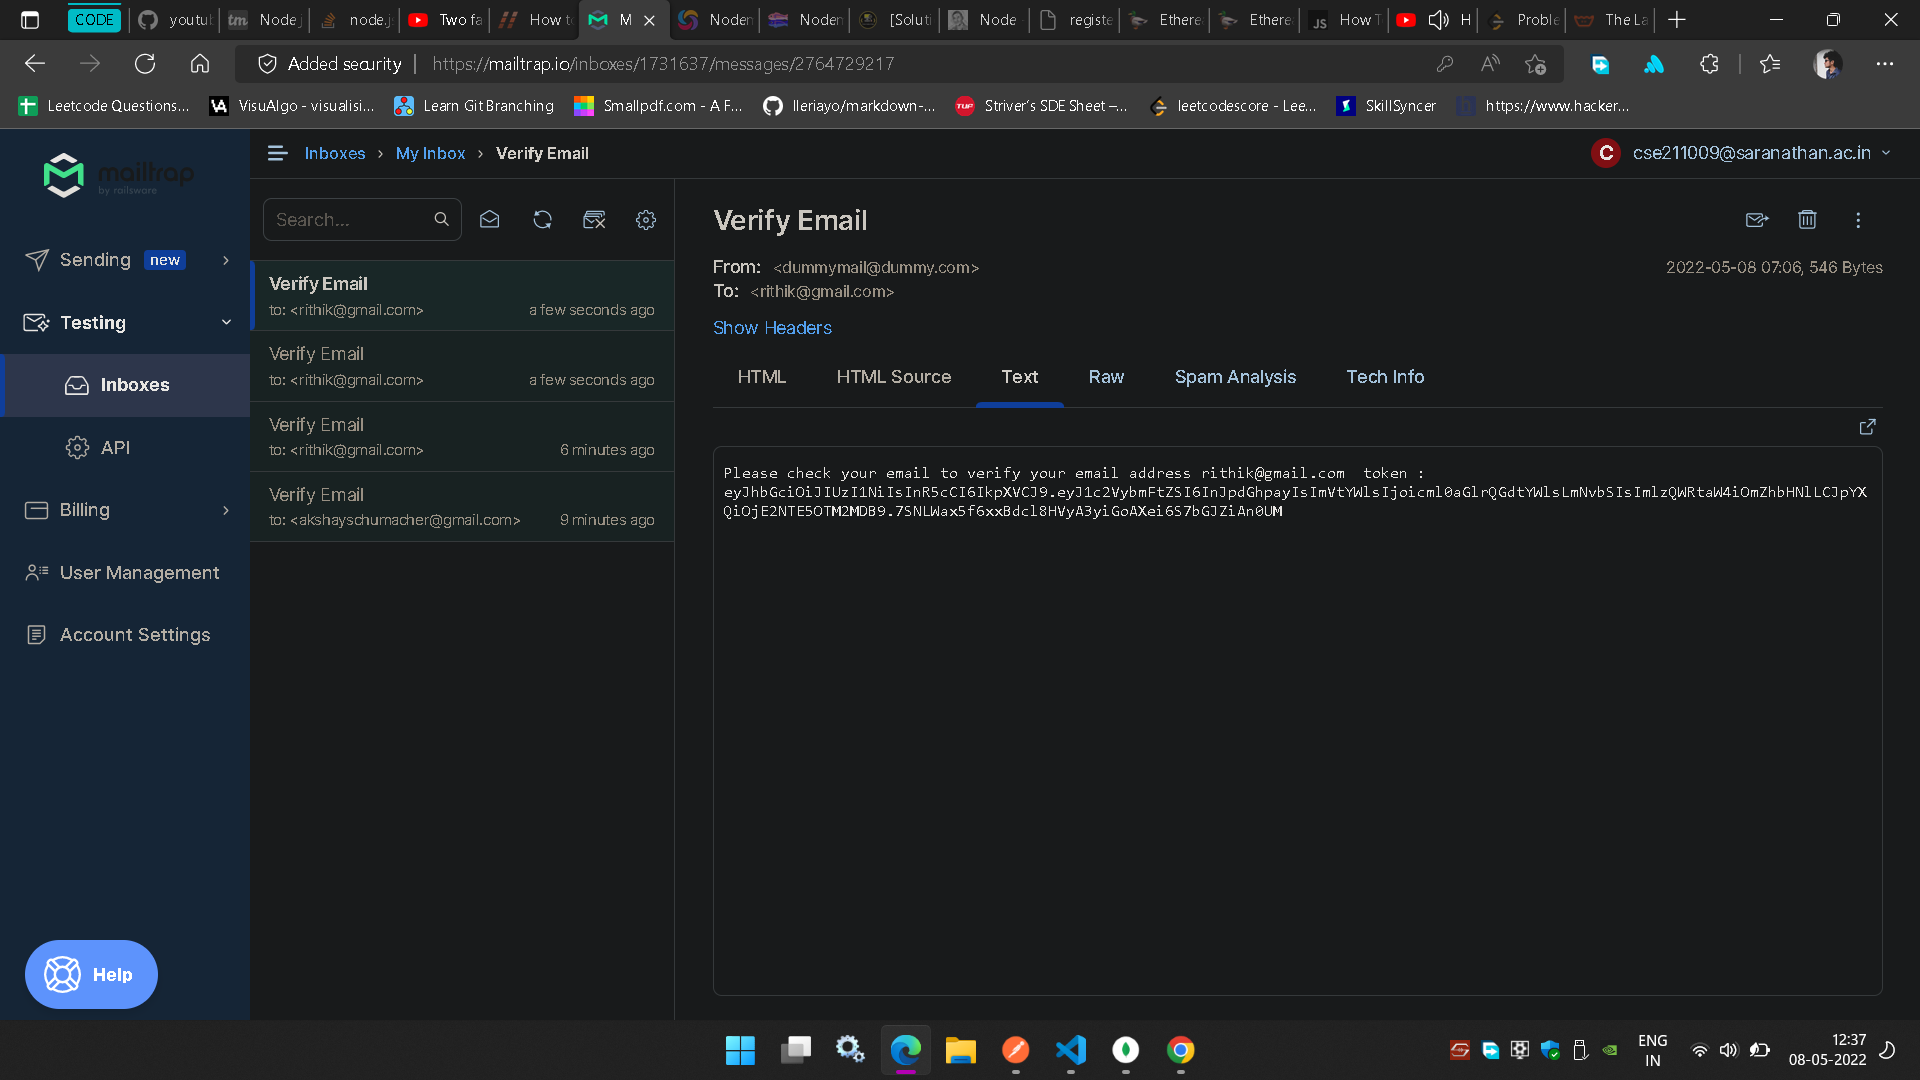 CODE
youtub
Node.j
node.js
Two fa
How to
M
Noden
Noden
[Soluti
Node
registe
Etherea
Etherea
How T
H
Proble
The La
Added security
https://mailtrap.io/inboxes/1731637/messages/2764729217
Leetcode Questions...
VisuAlgo - visualisi...
Learn Git Branching
Smallpdf.com - A F...
lleriayo/markdown-...
Striver's SDE Sheet –...
leetcodescore - Lee...
SkillSyncer
https://www.hacker...
mailtrap
by railsware
Inboxes › My Inbox › Verify Email
C cse211009@saranathan.ac.in
Sending new
Testing
Inboxes
API
Billing
User Management
Account Settings
Help
Search...
Verify Email
to: <rithik@gmail.com> a few seconds ago
Verify Email
to: <rithik@gmail.com> a few seconds ago
Verify Email
to: <rithik@gmail.com> 6 minutes ago
Verify Email
to: <akshayschumacher@gmail.com> 9 minutes ago
Verify Email
From: <dummymail@dummy.com>
2022-05-08 07:06, 546 Bytes
To: <rithik@gmail.com>
Show Headers
HTML HTML Source Text Raw Spam Analysis Tech Info
Please check your email to verify your email address rithik@gmail.com token :
eyJhbGciOiJIUzI1NiIsInR5cCI6IkpXVCJ9.eyJ1c2VybmFtZSI6InJpdGhpayIsImVtYWlsIjoicml0aGlrQGdtYWlsLmNvbSIsImlzQWRtaW4iOmZhbHNlLCJpYX
QiOjE2NTE5OTM2MDB9.7SNLWax5f6xxBdcl8HVyA3yiGoAXei6S7bGJZiAn0UM
ENG
IN
12:37
08-05-2022